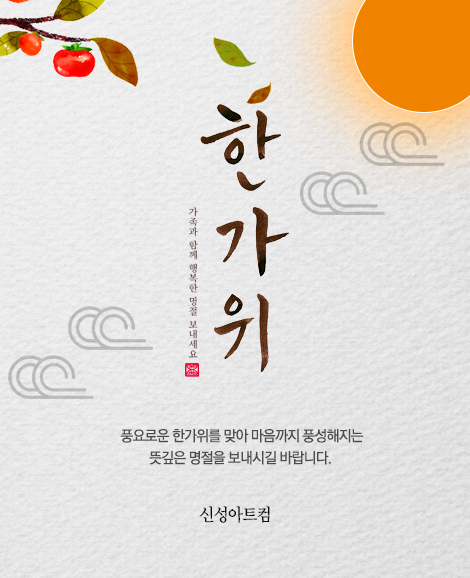 한가위
가족과 함께 행복한 명절 보내세요
풍요로운 한가위를 맞아 마음까지 풍성해지는
뜻깊은 명절을 보내시길 바랍니다.
신성아트컴